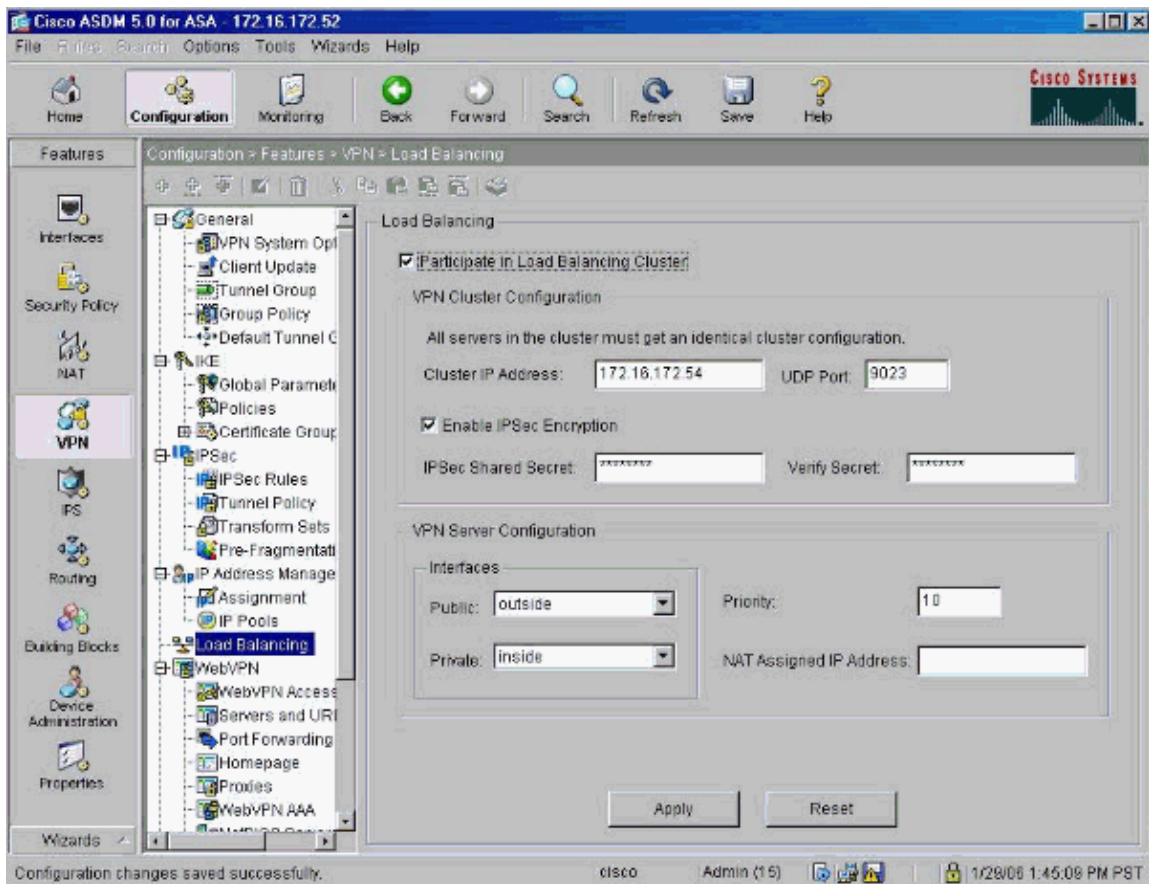 Cisco ASDM 5.0 for ASA - 172.16.172.52
File Rules Search Options Tools Wizards Help
Home Configuration Monitoring Back Forward Search Refresh Save Help
CISCO SYSTEMS
Features
Configuration > Features > VPN > Load Balancing
Interfaces
Security Policy
NAT
VPN
IPS
Routing
Building Blocks
Device Administration
Properties
Wizards
General
VPN System Opt
Client Update
Tunnel Group
Group Policy
Default Tunnel G
IKE
Global Paramete
Policies
Certificate Group
IPSec
IPSec Rules
Tunnel Policy
Transform Sets
Pre-Fragmentati
IP Address Manage
Assignment
IP Pools
Load Balancing
WebVPN
WebVPN Access
Servers and URL
Port Forwarding
Homepage
Proxies
WebVPN AAA
Load Balancing
Participate in Load Balancing Cluster
VPN Cluster Configuration
All servers in the cluster must get an identical cluster configuration.
Cluster IP Address: 172.16.172.54 UDP Port: 9023
Enable IPSec Encryption
IPSec Shared Secret: ******** Verify Secret: ********
VPN Server Configuration
Interfaces
Public: outside Priority: 10
Private: inside NAT Assigned IP Address:
Apply Reset
Configuration changes saved successfully. cisco Admin (15) 1/29/06 1:45:09 PM PST